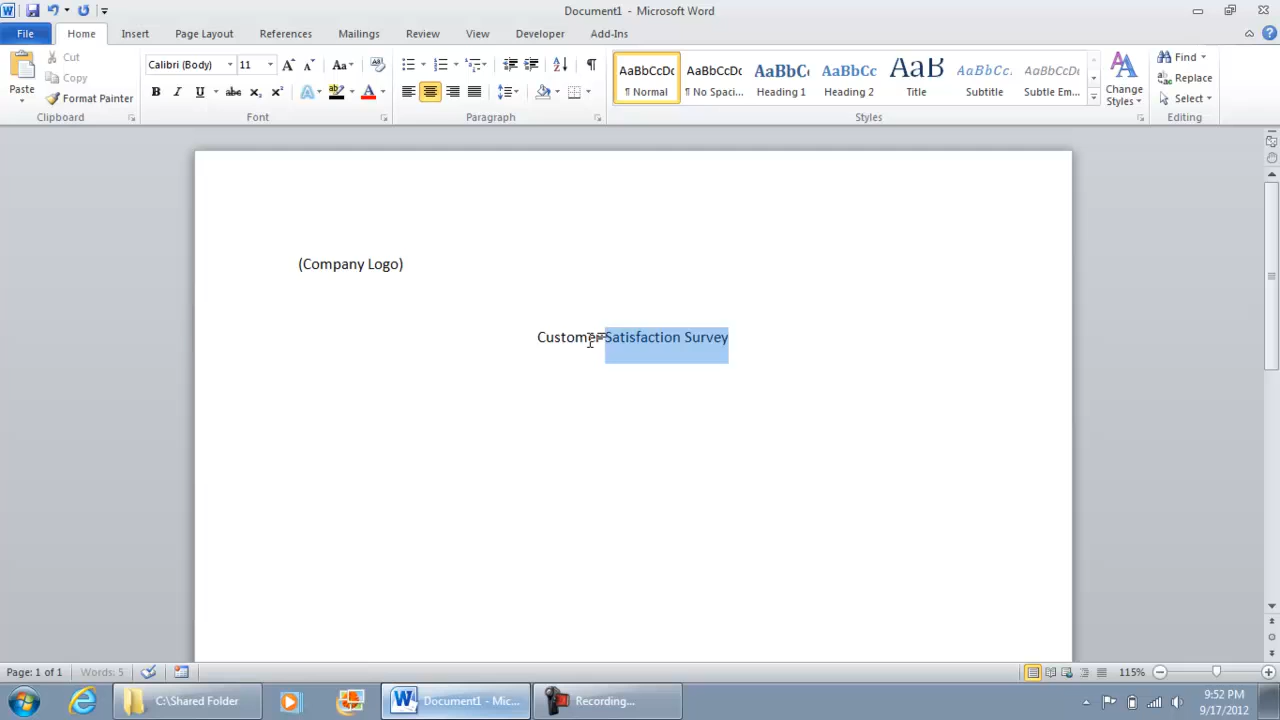 Document1 - Microsoft Word
File Home Insert Page Layout References Mailings Review View Developer Add-Ins
Paste
Cut
Copy
Format Painter
Clipboard
Calibri (Body) 11
Font
Paragraph
AaBbCcDc AaBbCcDc AaBbCc AaBbCc AaB AaBbCc. AaBbCcDc
¶ Normal ¶ No Spaci... Heading 1 Heading 2 Title Subtitle Subtle Em...
Change Styles
Styles
Find
Replace
Select
Editing
(Company Logo)
Customer Satisfaction Survey
Page: 1 of 1 Words: 5 115%
C:\Shared Folder Document1 - Mic... Recording...
9:52 PM
9/17/2012